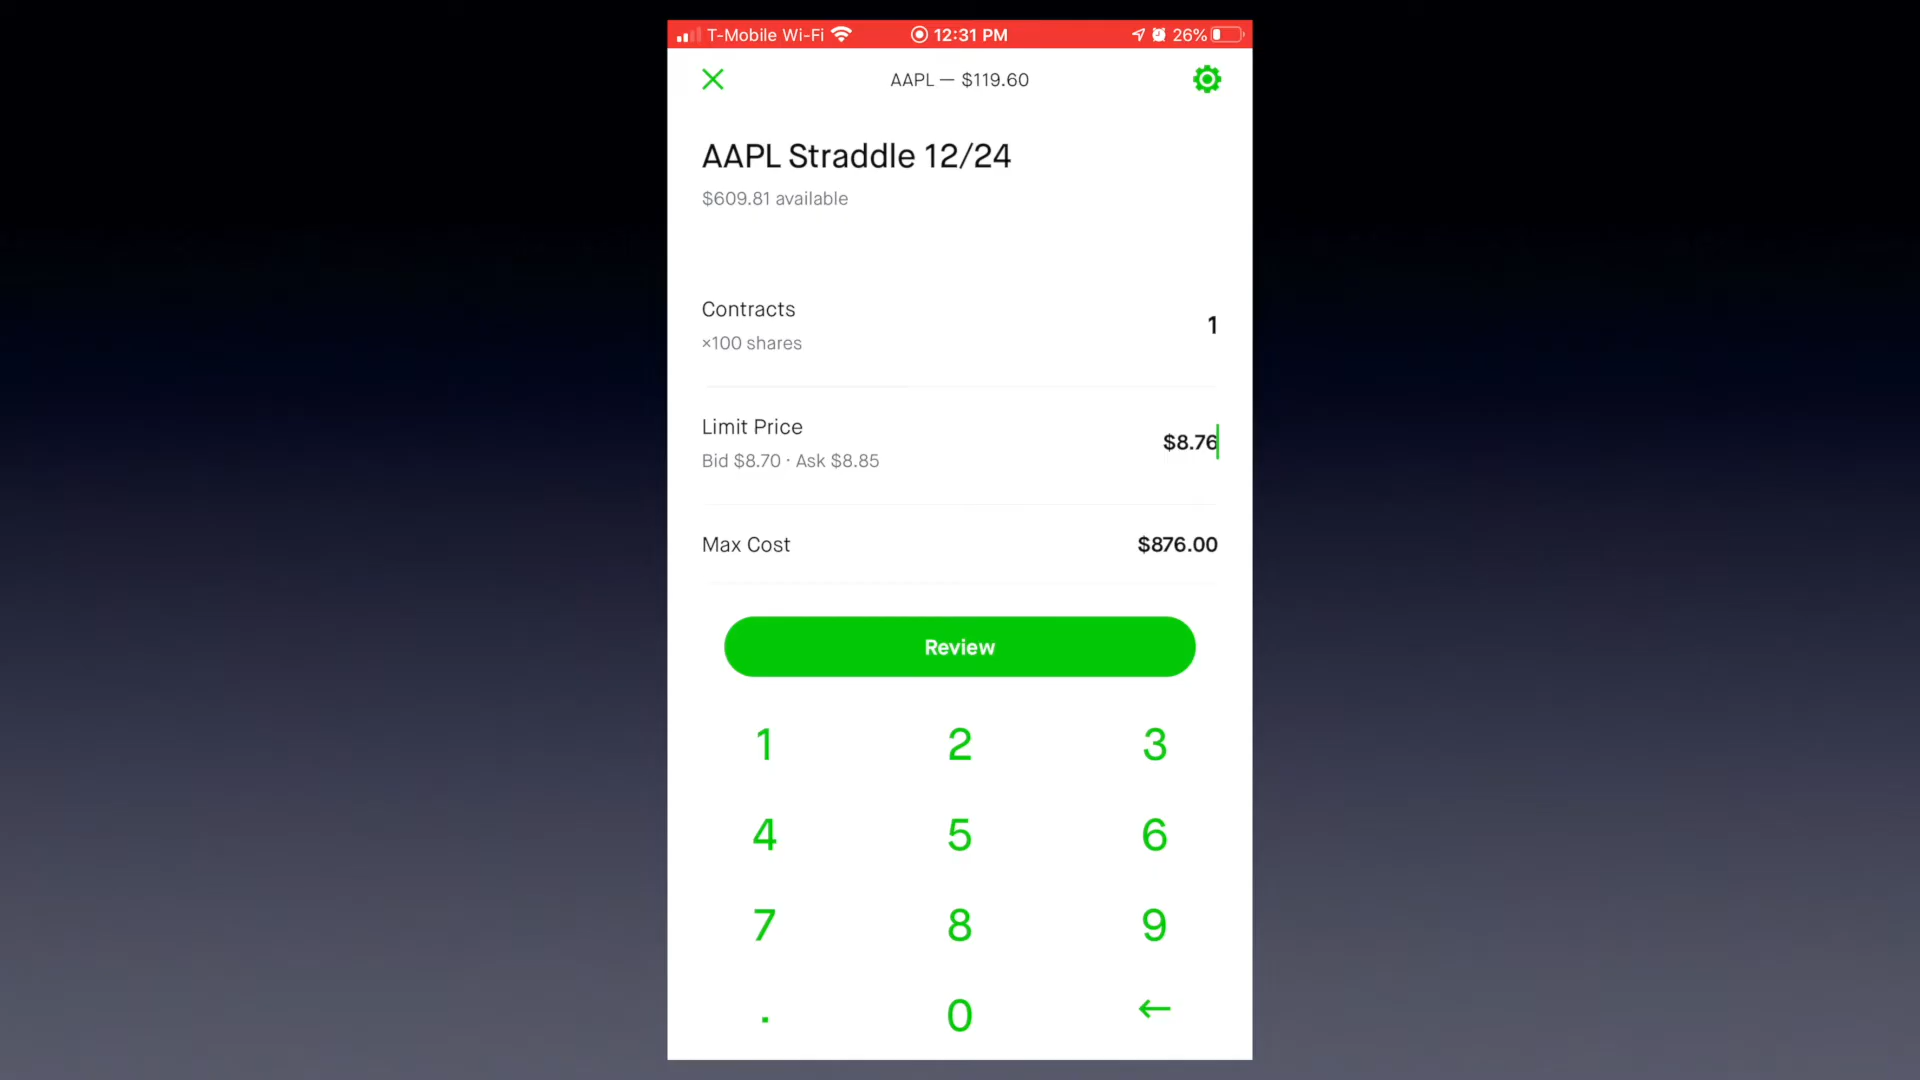 T-Mobile Wi-Fi 12:31 PM 26%
AAPL — $119.60
AAPL Straddle 12/24
$609.81 available
Contracts
1
×100 shares
Limit Price
$8.76
Bid $8.70 · Ask $8.85
Max Cost $876.00
Review
1 2 3
4 5 6
7 8 9
. 0 ←